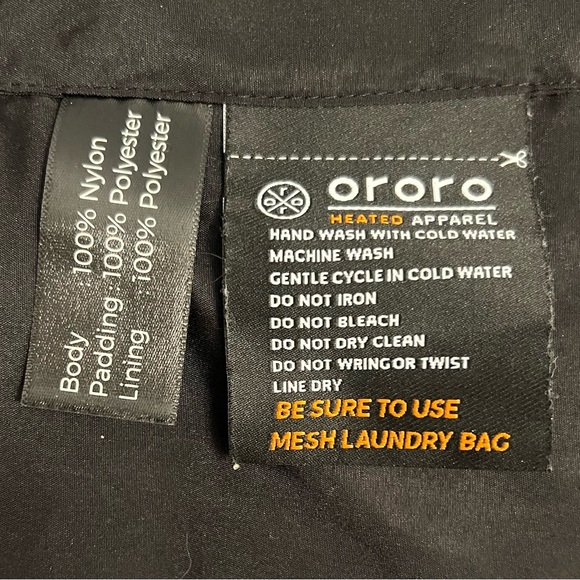 Body 100% Nylon
Padding : 100% Polyester
Lining : 100% Polyester
ororo
HEATED APPAREL
HAND WASH WITH COLD WATER
MACHINE WASH
GENTLE CYCLE IN COLD WATER
DO NOT IRON
DO NOT BLEACH
DO NOT DRY CLEAN
DO NOT WRING OR TWIST
LINE DRY
BE SURE TO USE
MESH LAUNDRY BAG